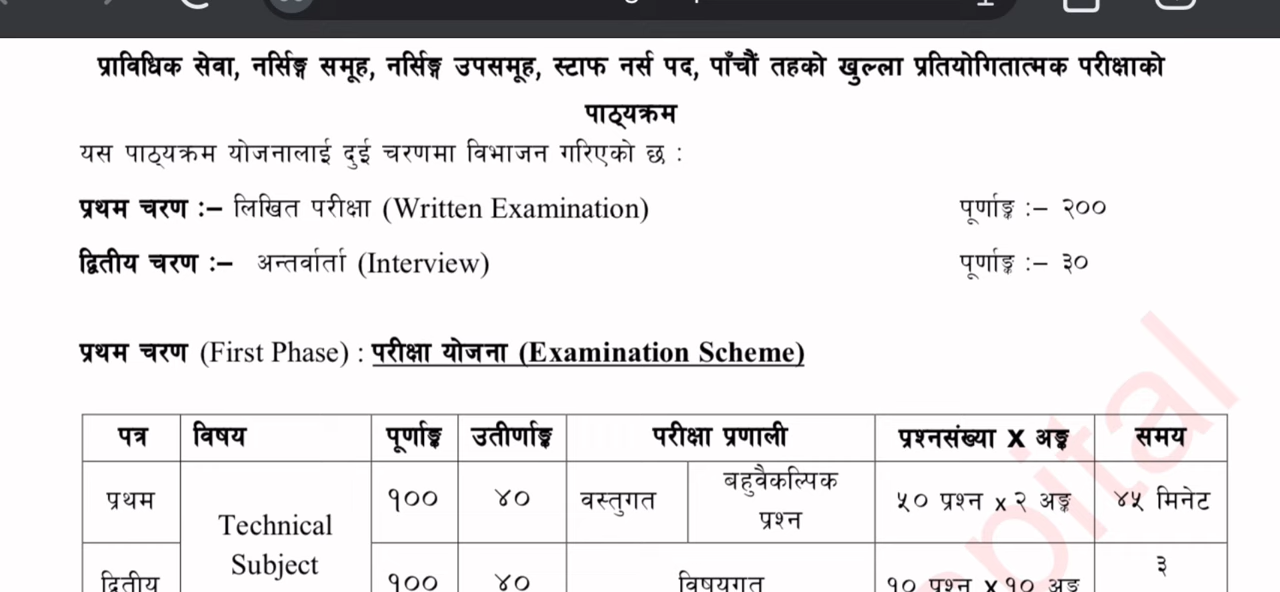 प्राविधिक सेवा, नर्सिङ्ग समूह, नर्सिङ्ग उपसमूह, स्टाफ नर्स पद, पाँचौं तहको खुल्ला प्रतियोगितात्मक परीक्षाको
पाठ्यक्रम
यस पाठ्यक्रम योजनालाई दुई चरणमा विभाजन गरिएको छ :
प्रथम चरण :– लिखित परीक्षा (Written Examination) पूर्णाङ्क :– २००
द्वितीय चरण :– अन्तर्वार्ता (Interview) पूर्णाङ्क :– ३०
प्रथम चरण (First Phase) : परीक्षा योजना (Examination Scheme)
पत्र विषय पूर्णाङ्क उतीर्णाङ्क परीक्षा प्रणाली प्रश्नसंख्या X अङ्क समय
प्रथम Technical Subject १०० ४० वस्तुगत बहुवैकल्पिक प्रश्न ५० प्रश्न x २ अङ्क ४५ मिनेट
द्वितीय १०० ४० विषयगत १० प्रश्न x १० अङ्क ३
pital